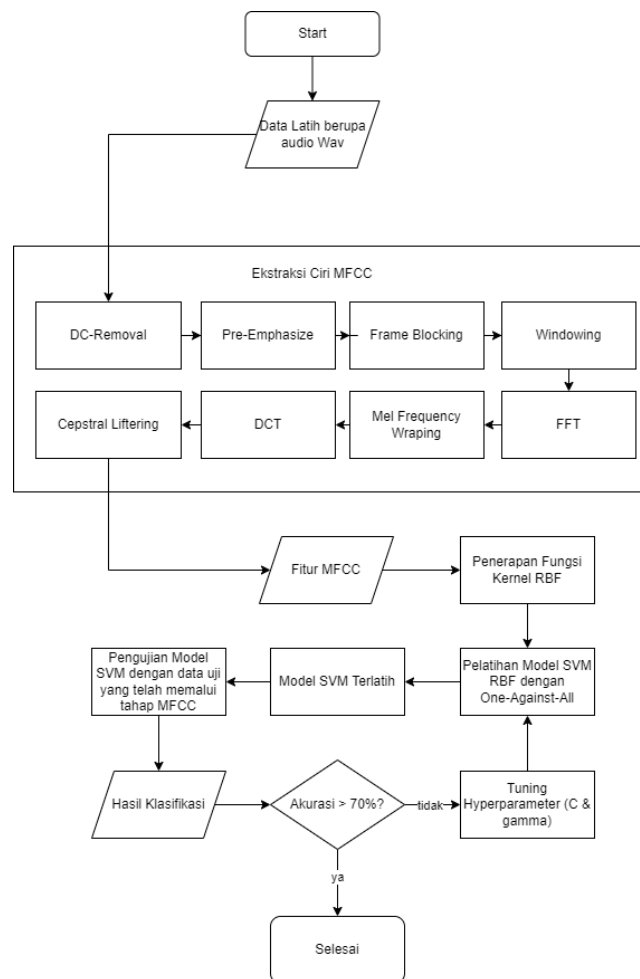 Start
Data Latih berupa
audio Wav
Ekstraksi Ciri MFCC
DC-Removal
Pre-Emphasize
Frame Blocking
Windowing
Cepstral Liftering
DCT
Mel Frequency
Wraping
FFT
Fitur MFCC
Penerapan Fungsi
Kernel RBF
Pengujian Model
SVM dengan data uji
yang telah memalui
tahap MFCC
Model SVM Terlatih
Pelatihan Model SVM
RBF dengan
One-Against-All
Hasil Klasifikasi
Akurasi > 70%?
tidak
Tuning
Hyperparameter (C &
gamma)
ya
Selesai